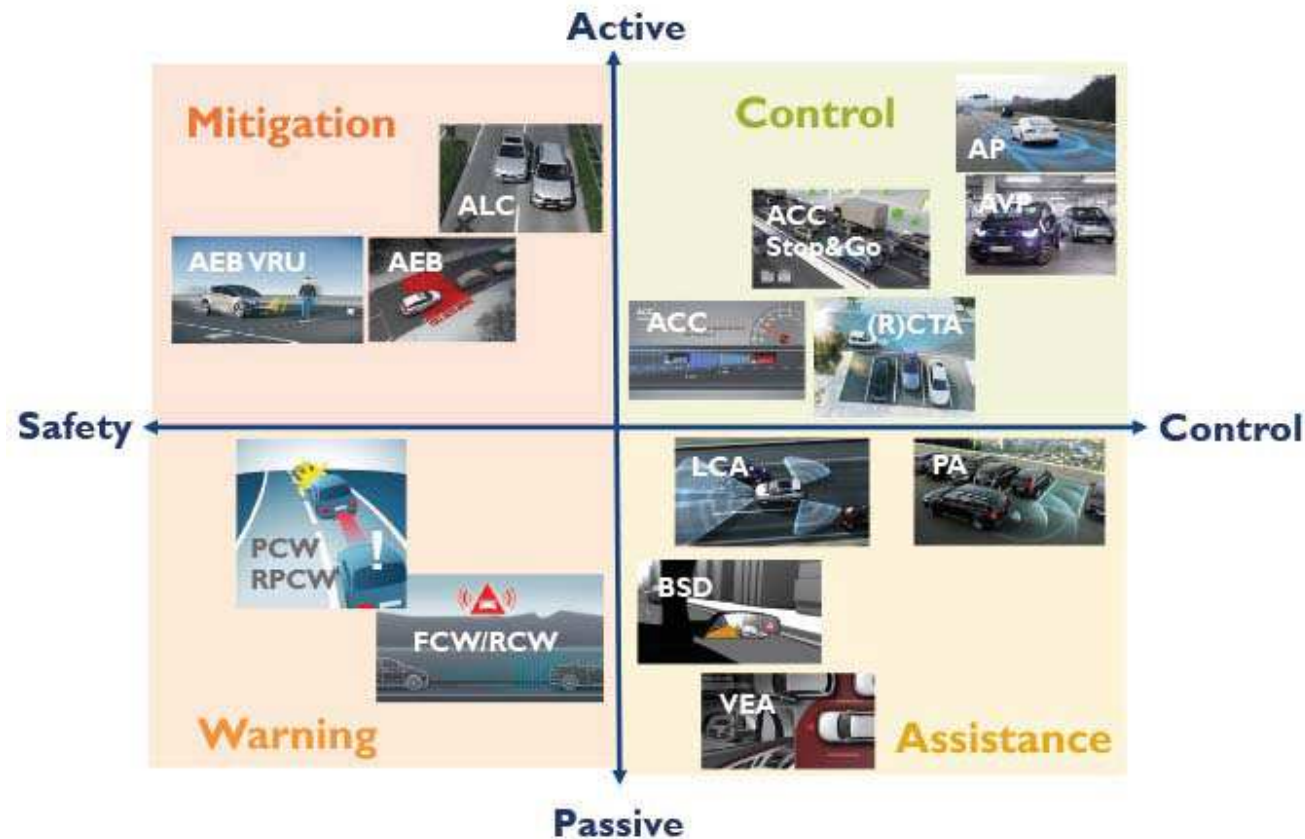 Active
Mitigation
Control
AP
ALC
ACC
Stop&Go
AVP
AEB VRU
AEB
ACC
(R)CTA
Safety
Control
LCA
PA
PCW
RPCW
!
BSD
FCW/RCW
VEA
Warning
Assistance
Passive